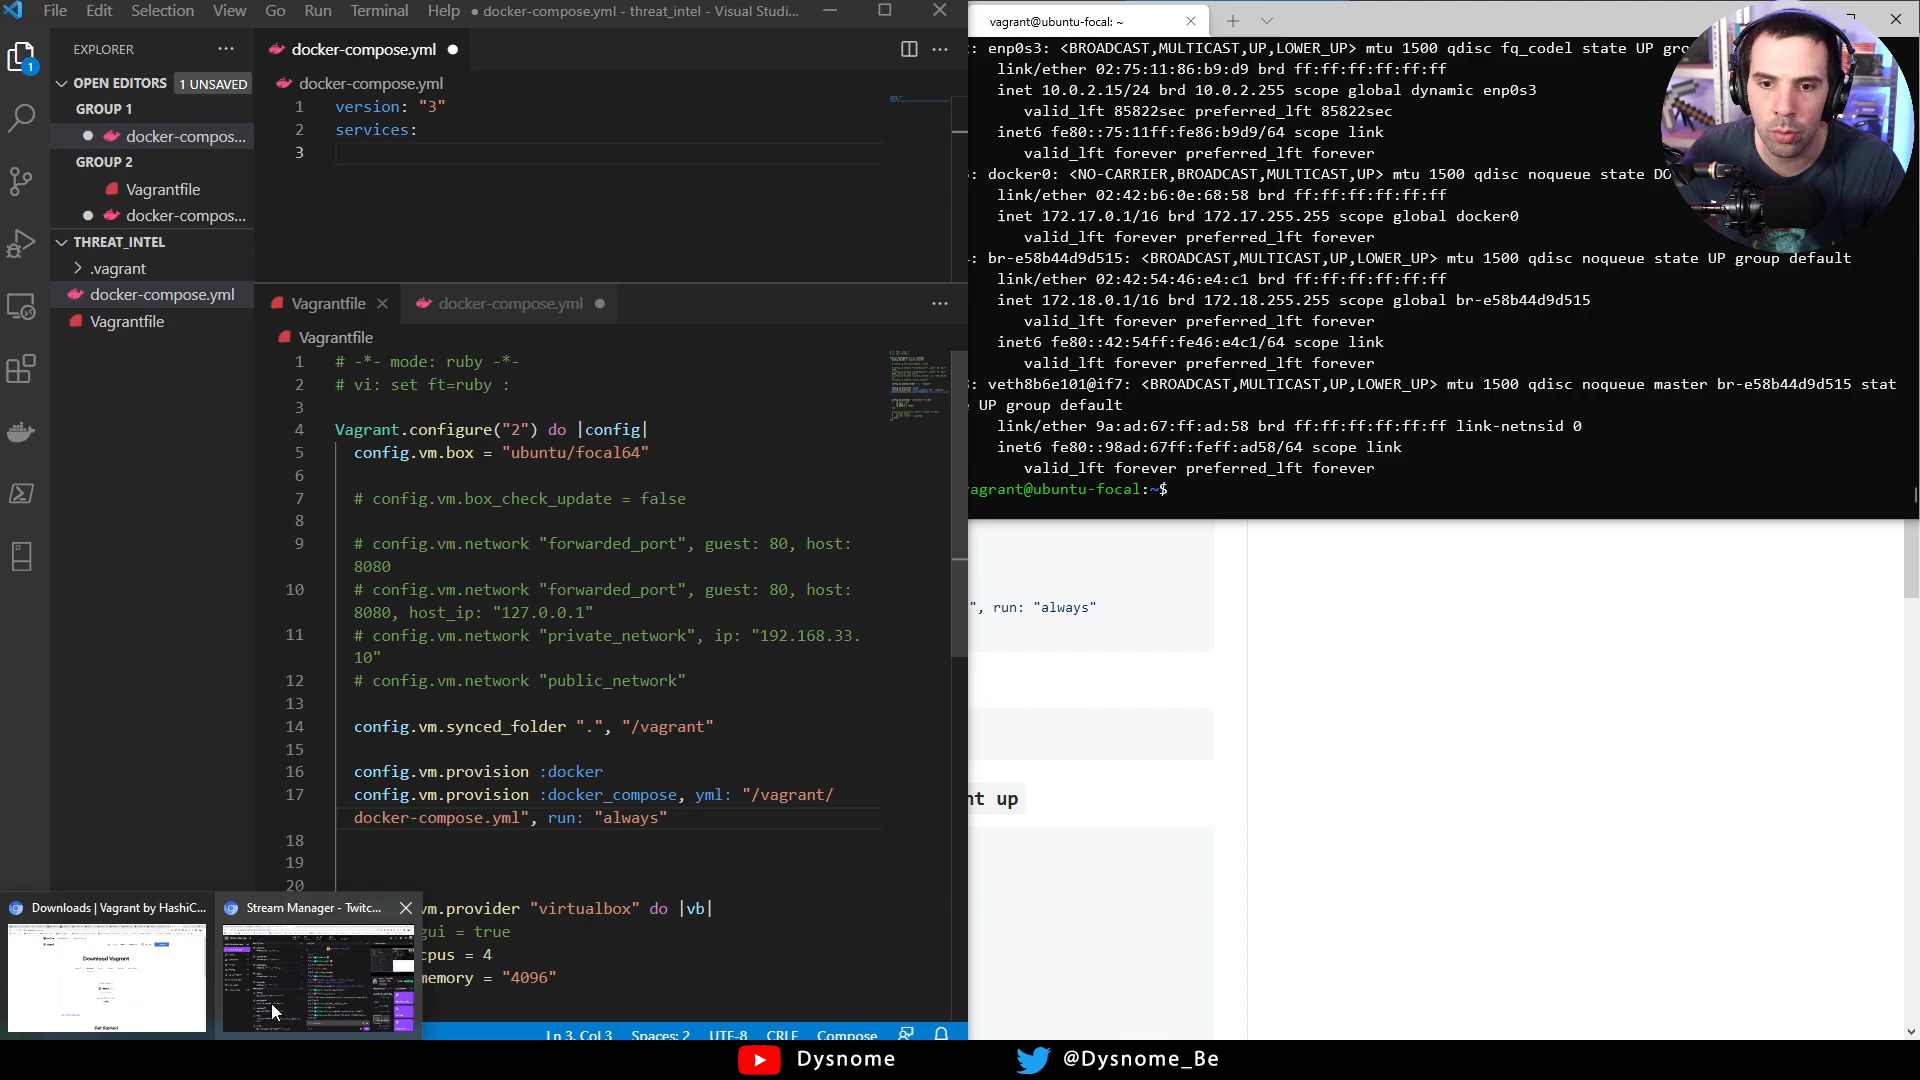 File Edit Selection View Go Run Terminal Help ● docker-compose.yml - threat_intel - Visual Studi...
EXPLORER
OPEN EDITORS 1 UNSAVED
GROUP 1
docker-compos...
GROUP 2
Vagrantfile
docker-compos...
THREAT_INTEL
.vagrant
docker-compose.yml
Vagrantfile
1
docker-compose.yml
docker-compose.yml
1 version: "3"
2 services:
3
Vagrantfile docker-compose.yml
Vagrantfile
1 # -*- mode: ruby -*-
2 # vi: set ft=ruby :
3
4 Vagrant.configure("2") do |config|
5 config.vm.box = "ubuntu/focal64"
6
7 # config.vm.box_check_update = false
8
9 # config.vm.network "forwarded_port", guest: 80, host:
8080
10 # config.vm.network "forwarded_port", guest: 80, host:
8080, host_ip: "127.0.0.1"
11 # config.vm.network "private_network", ip: "192.168.33.
10"
12 # config.vm.network "public_network"
13
14 config.vm.synced_folder ".", "/vagrant"
15
16 config.vm.provision :docker
17 config.vm.provision :docker_compose, yml: "/vagrant/
docker-compose.yml", run: "always"
18
19
20
vm.provider "virtualbox" do |vb|
gui = true
cpus = 4
memory = "4096"
Downloads | Vagrant by HashiC...
Download Vagrant
Stream Manager - Twitc...
Ln 3, Col 3 Spaces: 2 UTF-8 CRLF Compose
vagrant@ubuntu-focal: ~
: enp0s3: <BROADCAST,MULTICAST,UP,LOWER_UP> mtu 1500 qdisc fq_codel state UP gro
link/ether 02:75:11:86:b9:d9 brd ff:ff:ff:ff:ff:ff
inet 10.0.2.15/24 brd 10.0.2.255 scope global dynamic enp0s3
valid_lft 85822sec preferred_lft 85822sec
inet6 fe80::75:11ff:fe86:b9d9/64 scope link
valid_lft forever preferred_lft forever
: docker0: <NO-CARRIER,BROADCAST,MULTICAST,UP> mtu 1500 qdisc noqueue state DO
link/ether 02:42:b6:0e:68:58 brd ff:ff:ff:ff:ff:ff
inet 172.17.0.1/16 brd 172.17.255.255 scope global docker0
valid_lft forever preferred_lft forever
: br-e58b44d9d515: <BROADCAST,MULTICAST,UP,LOWER_UP> mtu 1500 qdisc noqueue state UP group default
link/ether 02:42:54:46:e4:c1 brd ff:ff:ff:ff:ff:ff
inet 172.18.0.1/16 brd 172.18.255.255 scope global br-e58b44d9d515
valid_lft forever preferred_lft forever
inet6 fe80::42:54ff:fe46:e4c1/64 scope link
valid_lft forever preferred_lft forever
: veth8b6e101@if7: <BROADCAST,MULTICAST,UP,LOWER_UP> mtu 1500 qdisc noqueue master br-e58b44d9d515 stat
e UP group default
link/ether 9a:ad:67:ff:ad:58 brd ff:ff:ff:ff:ff:ff link-netnsid 0
inet6 fe80::98ad:67ff:feff:ad58/64 scope link
valid_lft forever preferred_lft forever
vagrant@ubuntu-focal:~$
", run: "always"
nt up
Dysnome
@Dysnome_Be